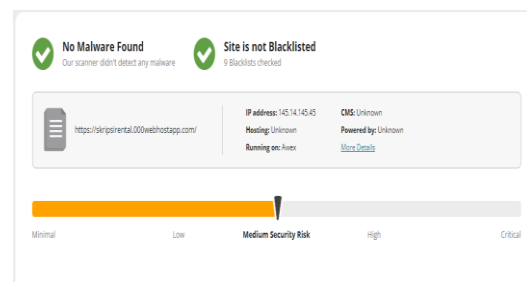 No Malware Found
Our scanner didn't detect any malware
Site is not Blacklisted
9 Blacklists checked
https://skripsirental.000webhostapp.com/
IP address: 145.14.145.45
Hosting: Unknown
Running on: Awex
CMS: Unknown
Powered by: Unknown
More Details
Minimal
Low
Medium Security Risk
High
Critical